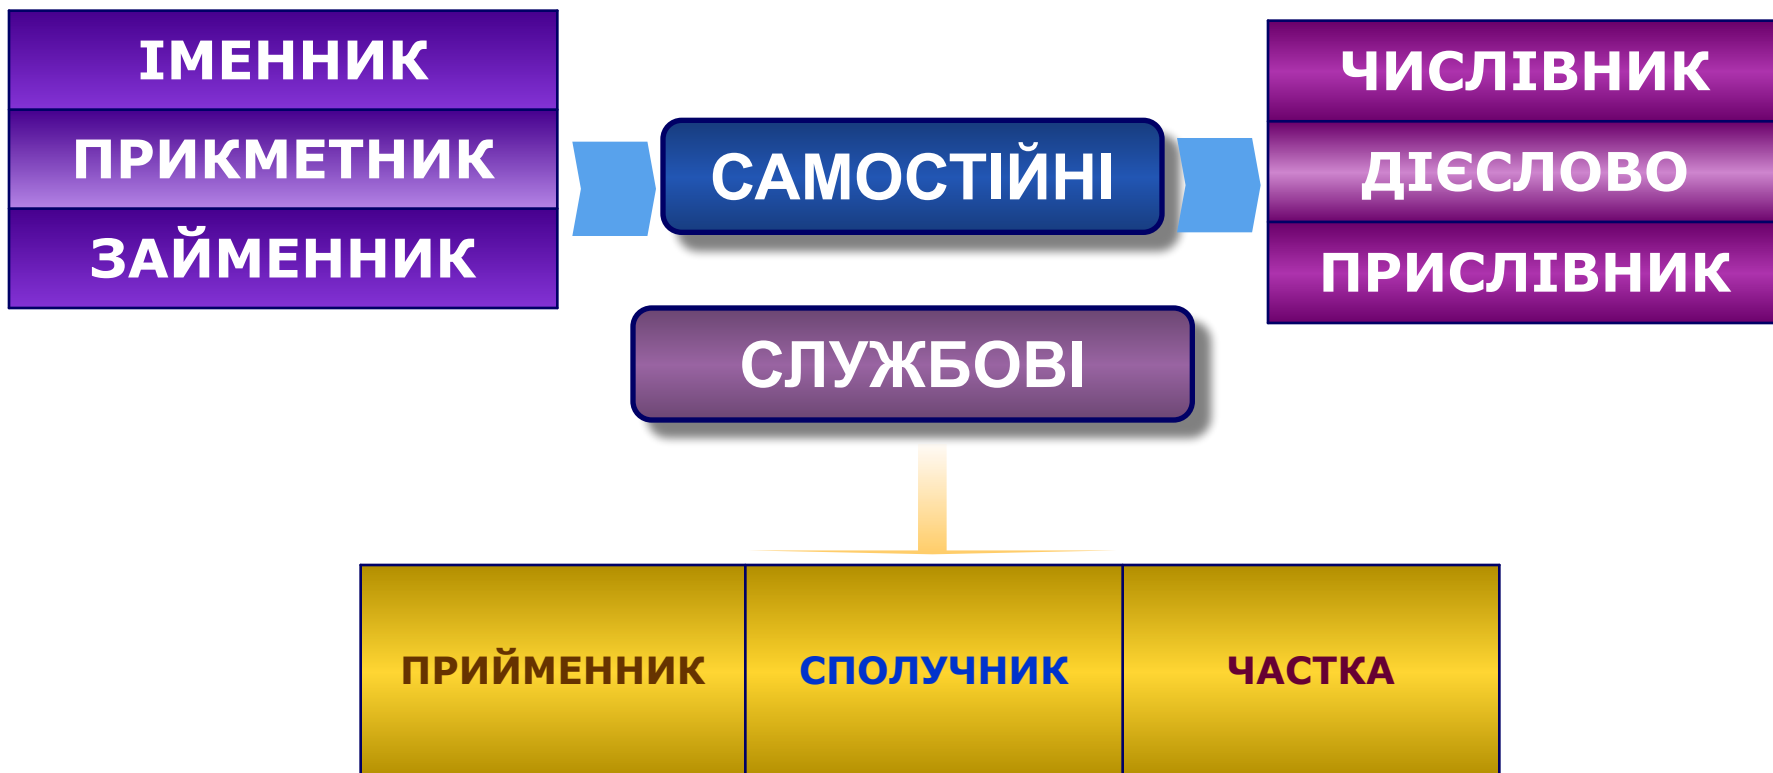 ІМЕННИК
ПРИКМЕТНИК
ЗАЙМЕННИК
САМОСТІЙНІ
ЧИСЛІВНИК
ДІЄСЛОВО
ПРИСЛІВНИК
СЛУЖБОВІ
ПРИЙМЕННИК
СПОЛУЧНИК
ЧАСТКА